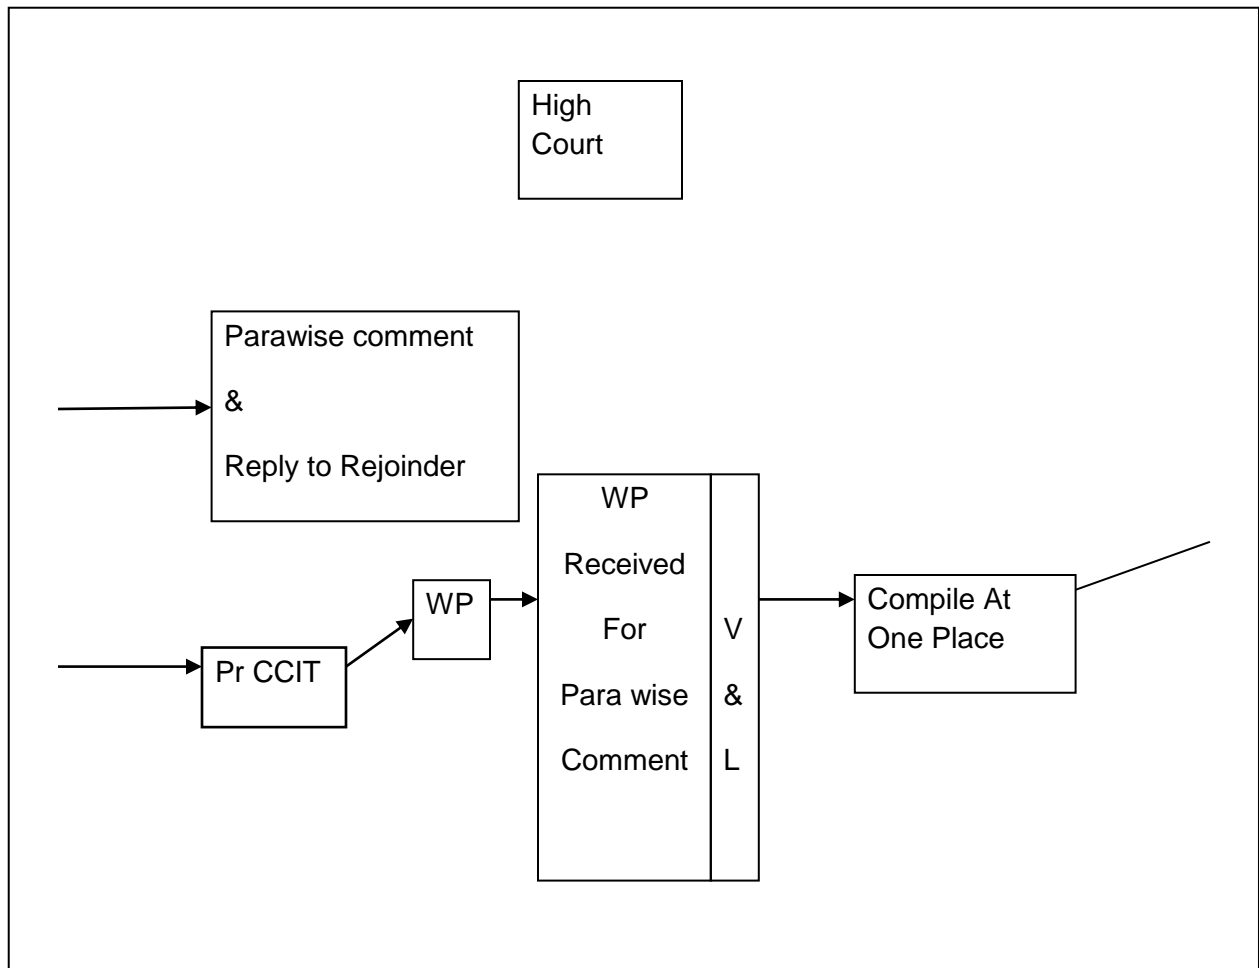 High
Court
Parawise comment
&
Reply to Rejoinder
WP
Received
For
Para wise
Comment
V
&
L
WP
Pr CCIT
Compile At
One Place